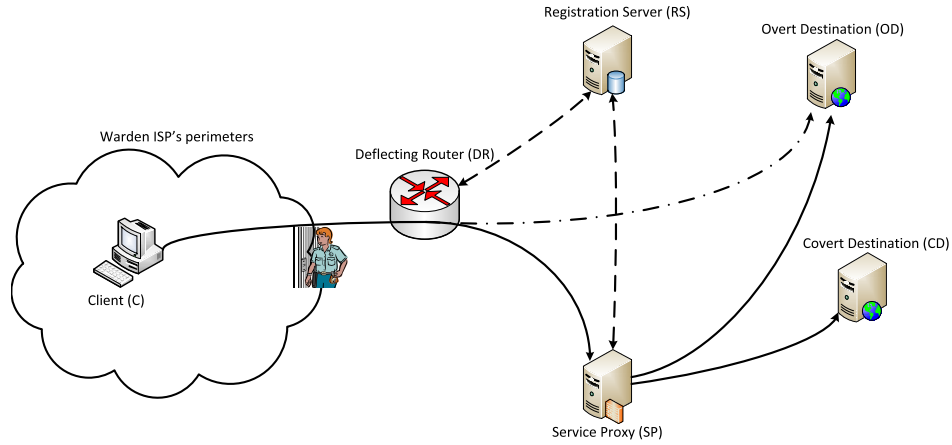 Registration Server (RS)
Overt Destination (OD)
Warden ISP's perimeters
Deflecting Router (DR)
Covert Destination (CD)
Client (C)
Service Proxy (SP)